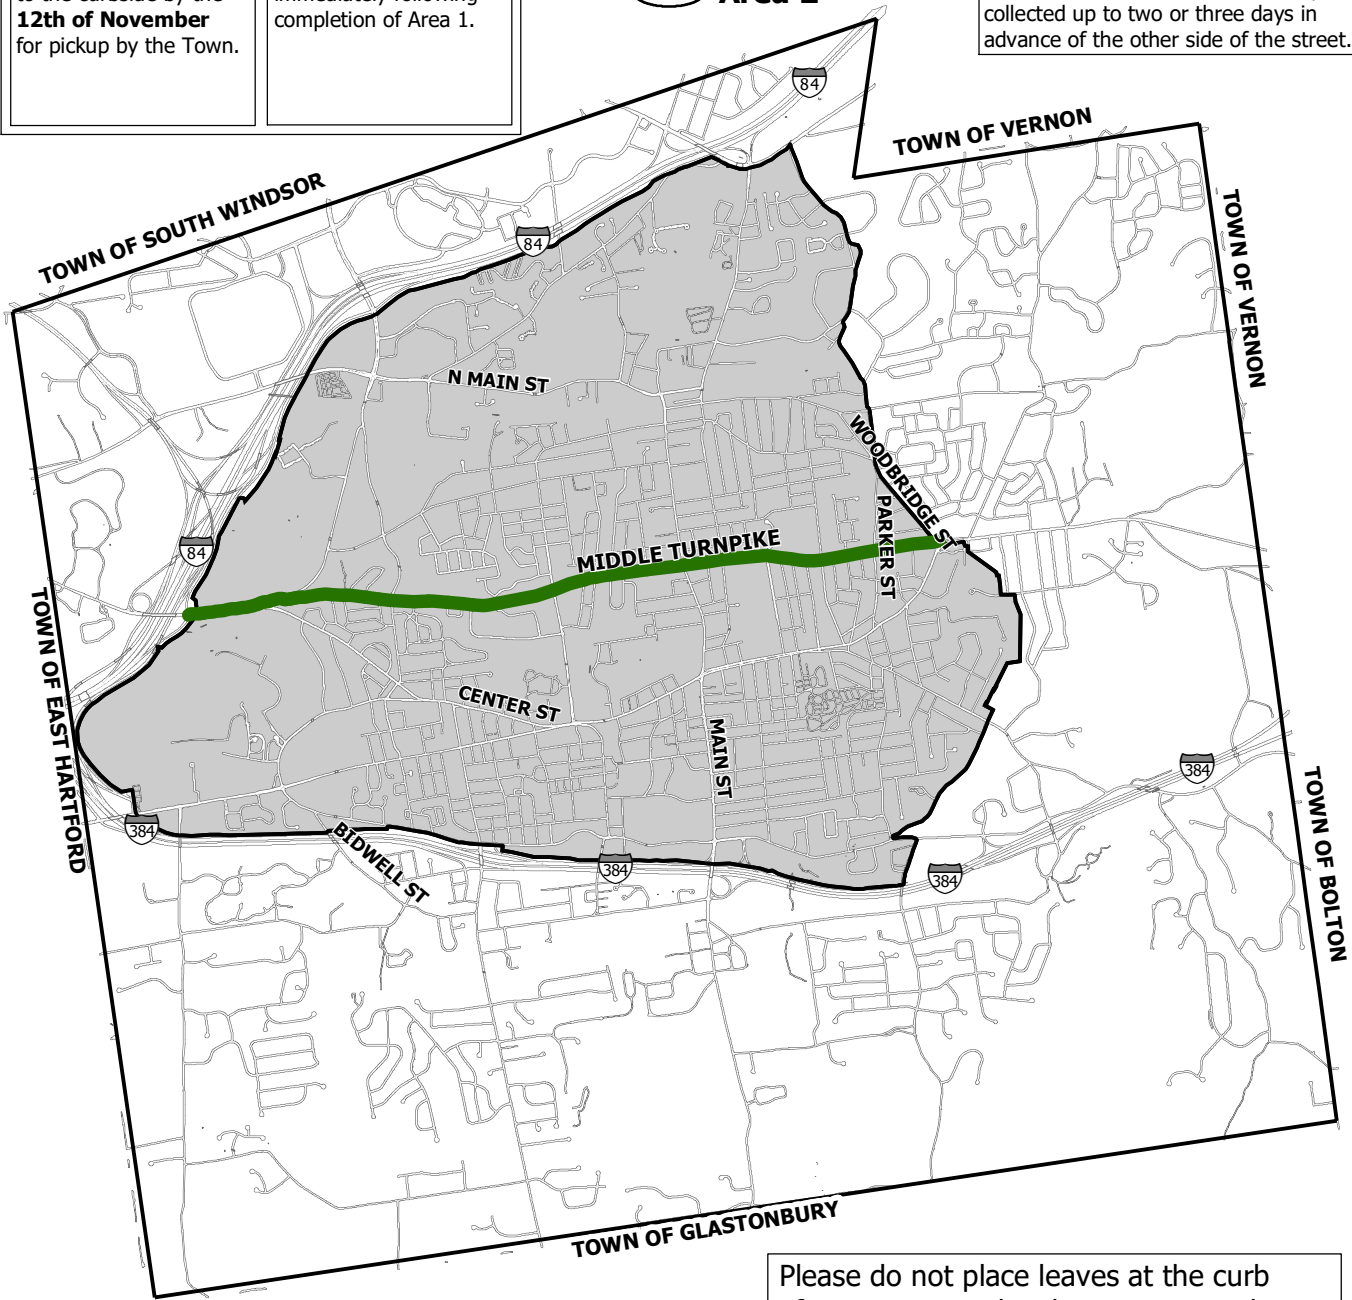 12th of November
for pickup by the Town.
completion of Area 1.
collected up to two or three days in
advance of the other side of the street.
84
TOWN OF VERNON
TOWN OF SOUTH WINDSOR
TOWN OF VERNON
84
N MAIN ST
WOODBRIDGE ST
PARKER ST
84
MIDDLE TURNPIKE
TOWN OF EAST HARTFORD
CENTER ST
MAIN ST
384
TOWN OF BOLTON
384
BIDWELL ST
384
384
TOWN OF GLASTONBURY
Please do not place leaves at the curb